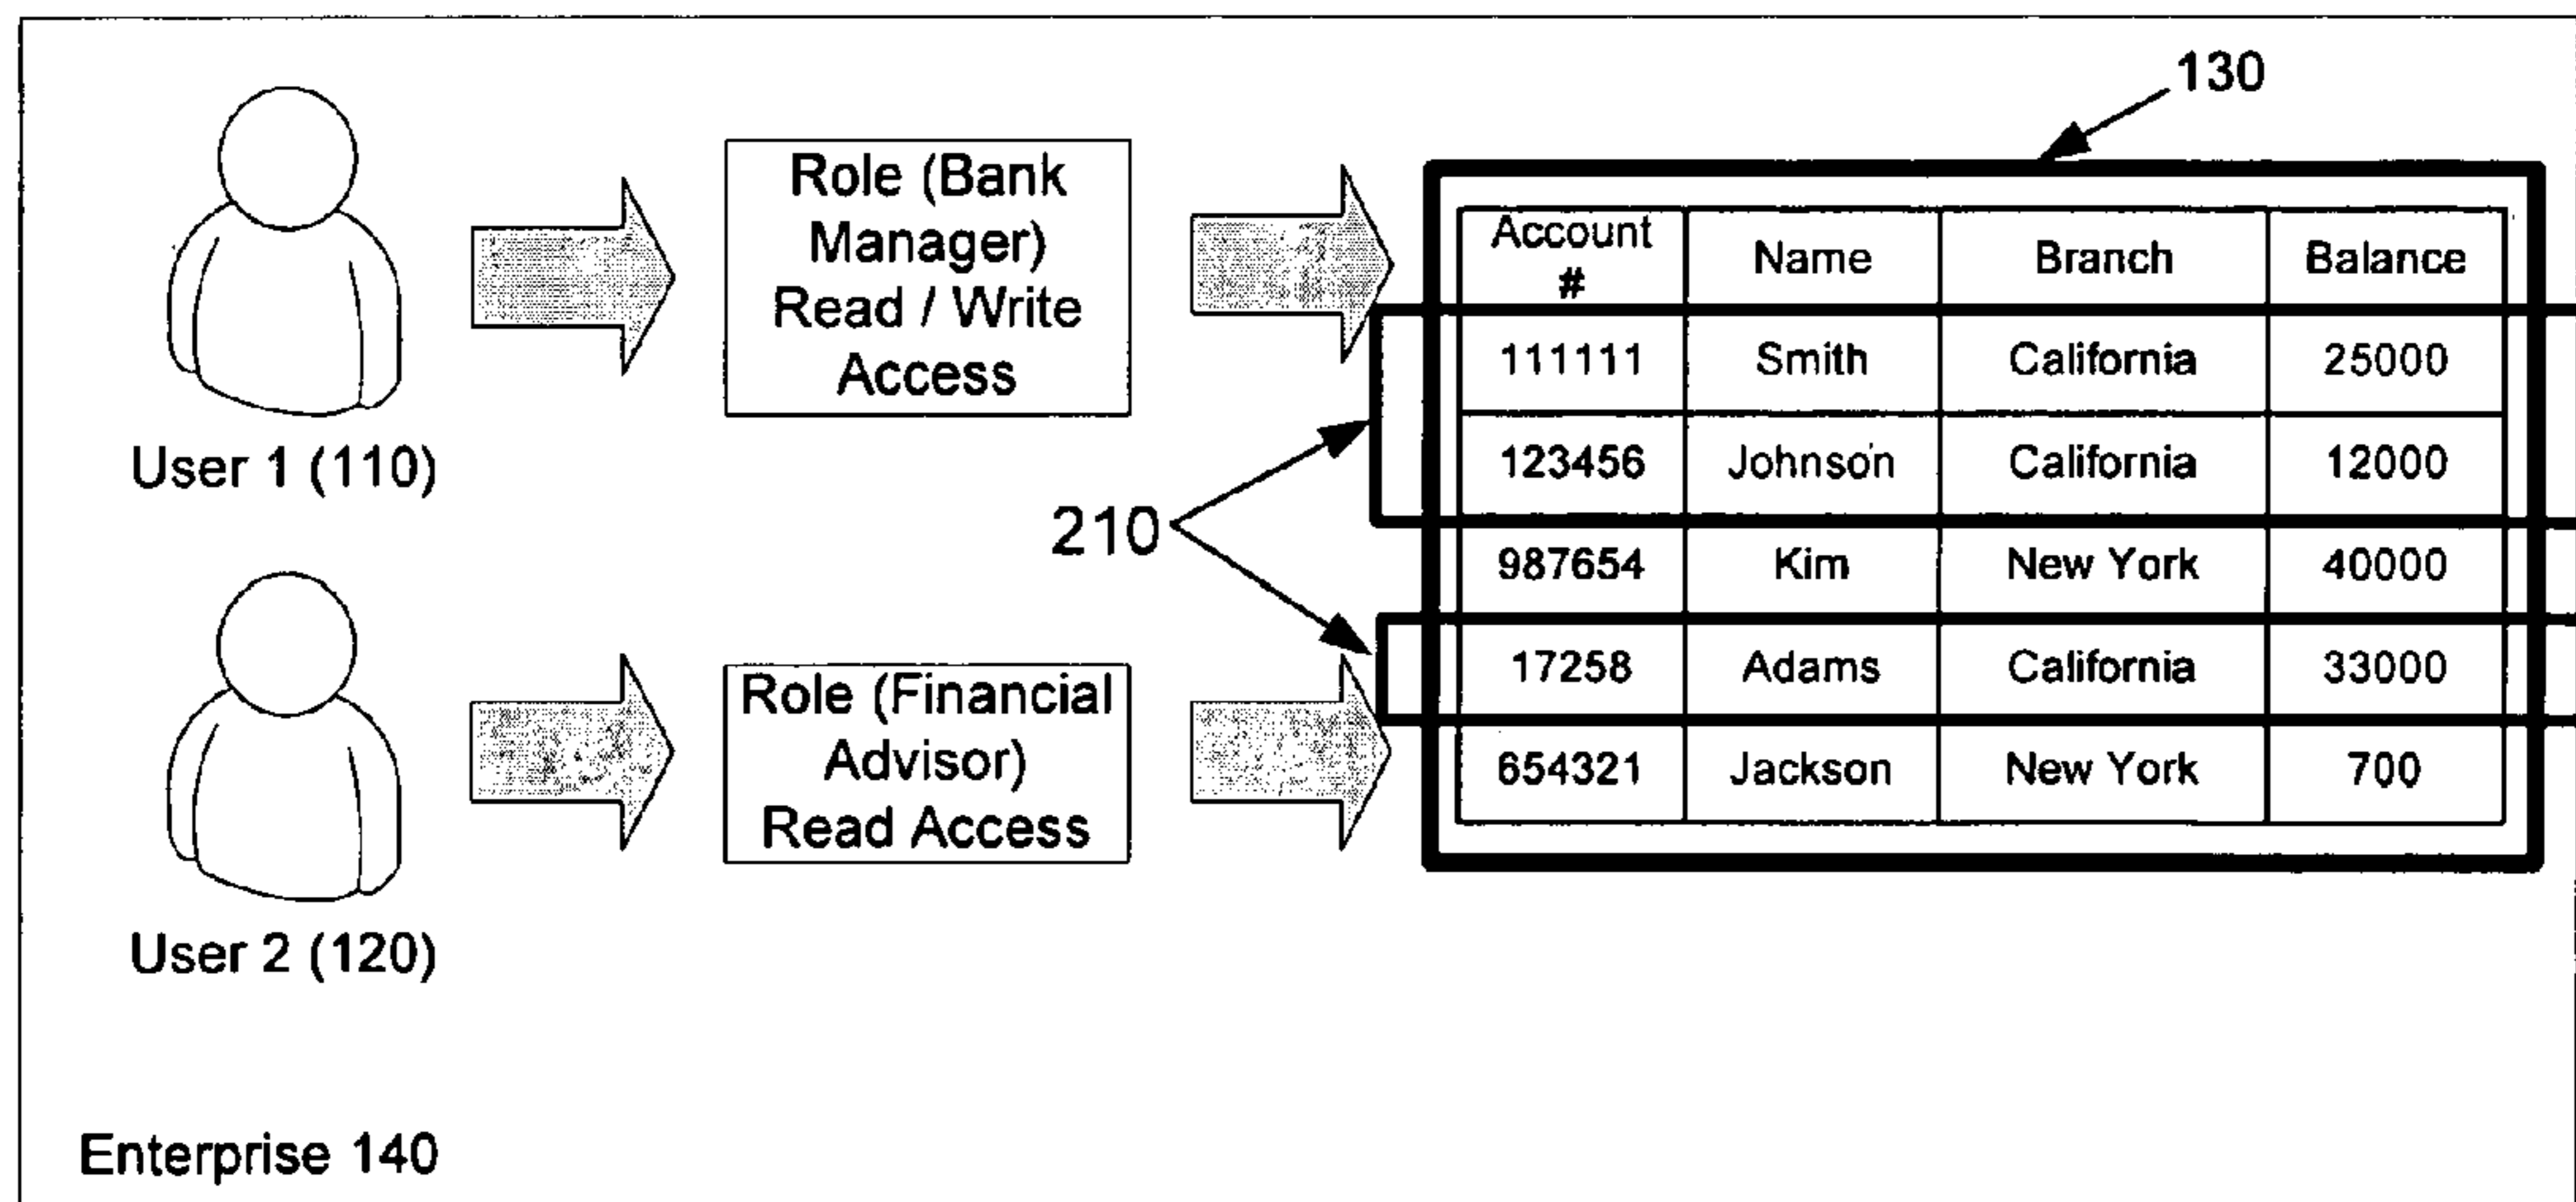 130
Role (Bank
Manager)
Read / Write
Access
User 1 (110)
210
Role (Financial
Advisor)
Read Access
User 2 (120)
Account # Name Branch Balance
111111 Smith California 25000
123456 Johnson California 12000
987654 Kim New York 40000
17258 Adams California 33000
654321 Jackson New York 700
Enterprise 140